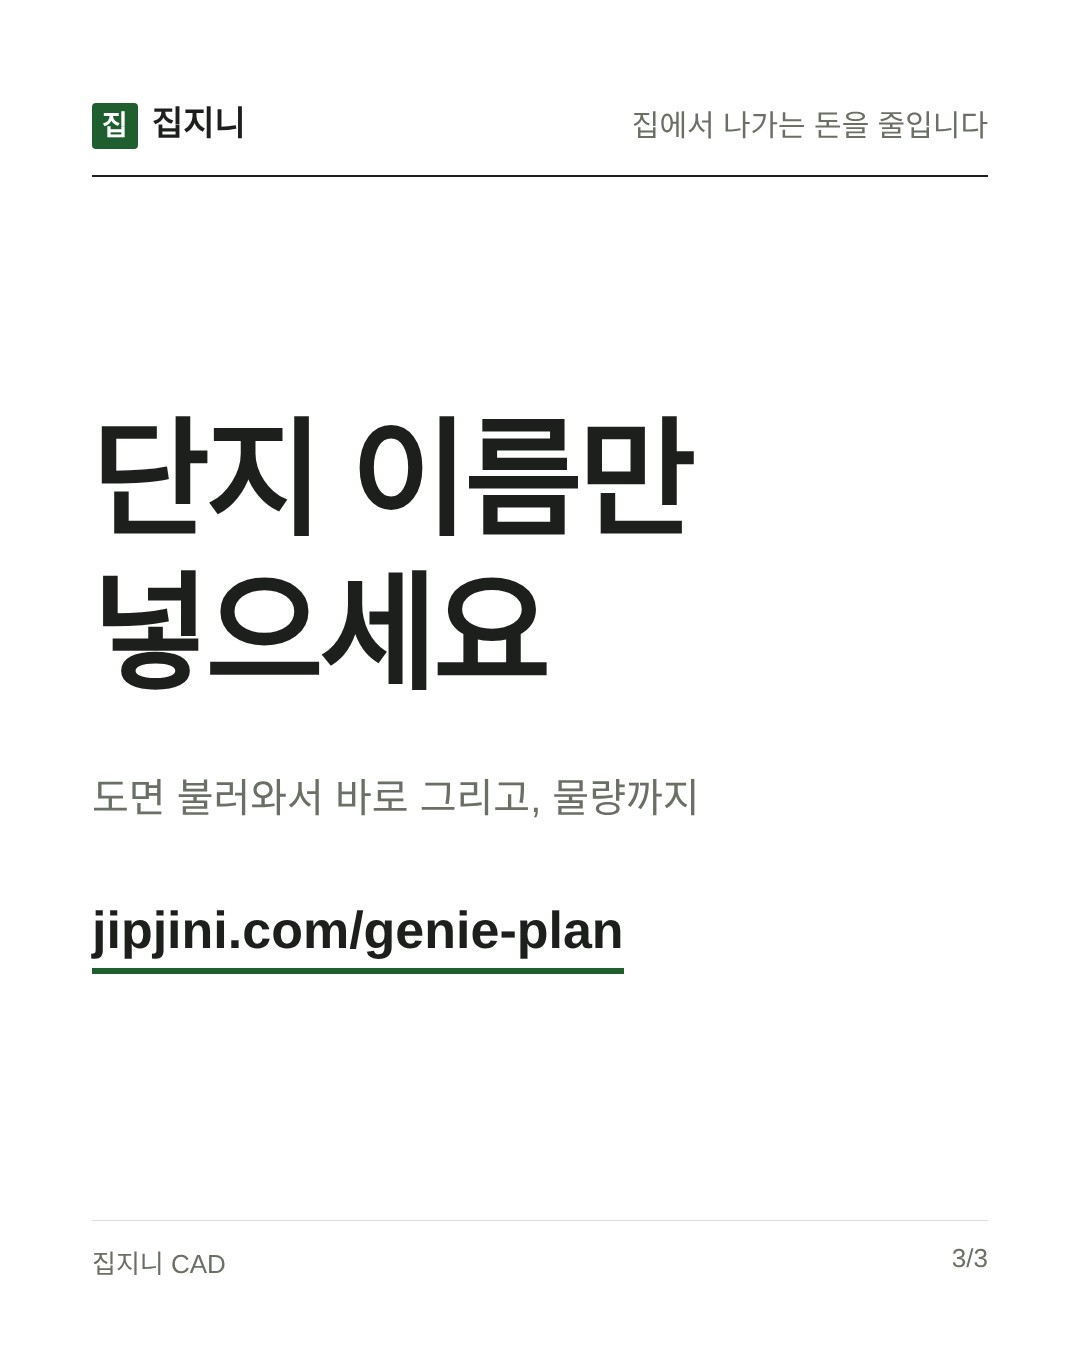 집 집지니
집에서 나가는 돈을 줄입니다
단지 이름만
넣으세요
도면 불러와서 바로 그리고, 물량까지
jipjini.com/genie-plan
집지니 CAD
3/3